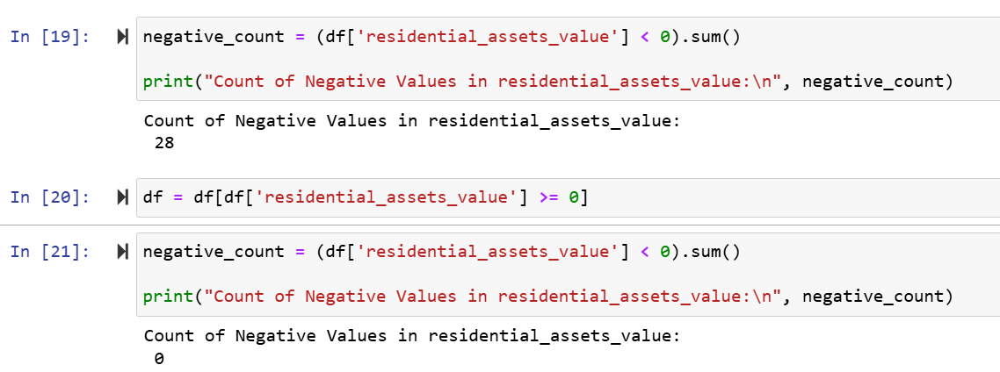 In [19]: negative_count = (df['residential_assets_value'] < 0).sum()
print("Count of Negative Values in residential_assets_value:\n", negative_count)
Count of Negative Values in residential_assets_value:
28
In [20]: df = df[df['residential_assets_value'] >= 0]
In [21]: negative_count = (df['residential_assets_value'] < 0).sum()
print("Count of Negative Values in residential_assets_value:\n", negative_count)
Count of Negative Values in residential_assets_value:
0